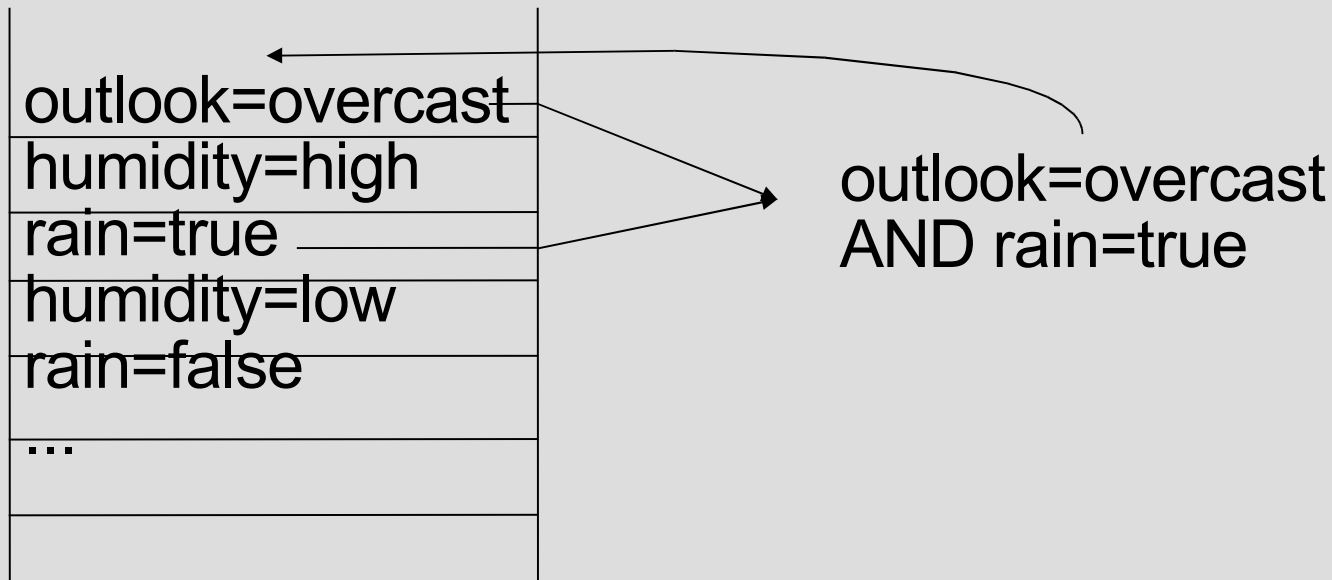 outlook=overcast
humidity=high
rain=true
humidity=low
rain=false
...
outlook=overcast
AND rain=true